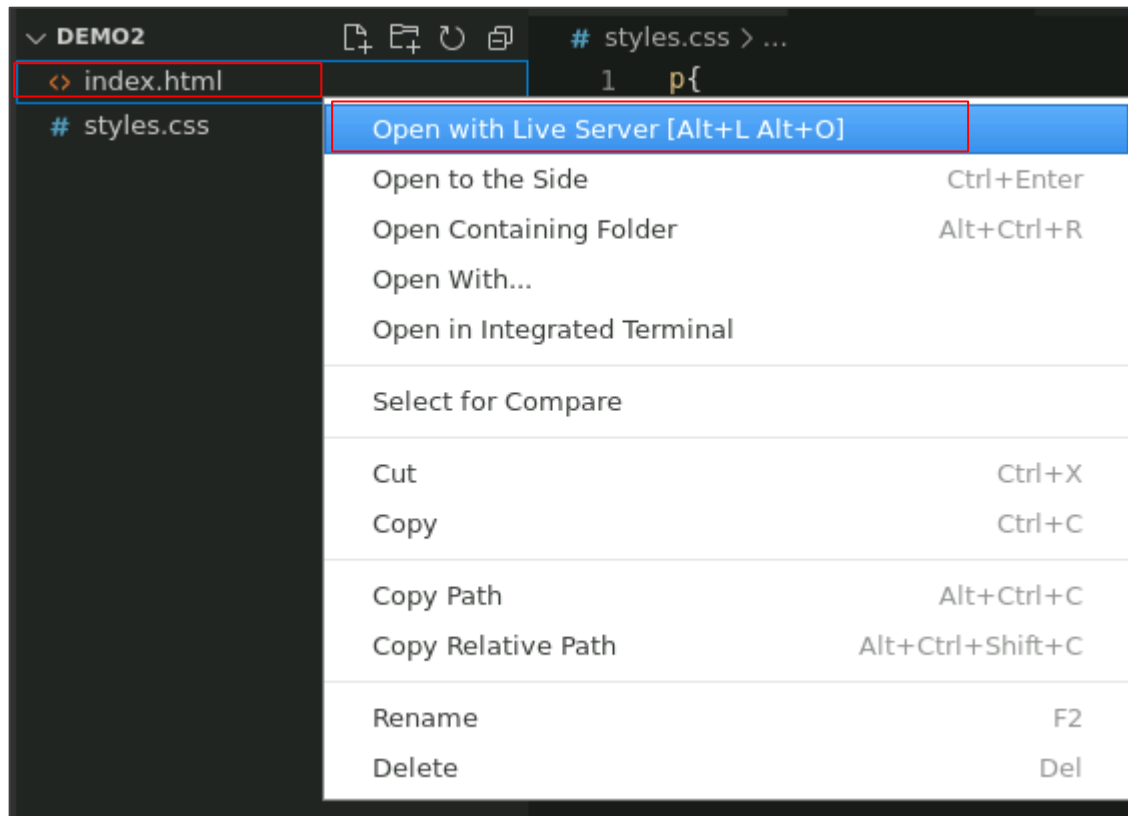 DEMO2
index.html
# styles.css
# styles.css > ...
1 p{
Open with Live Server [Alt+L Alt+O]
Open to the Side Ctrl+Enter
Open Containing Folder Alt+Ctrl+R
Open With...
Open in Integrated Terminal
Select for Compare
Cut Ctrl+X
Copy Ctrl+C
Copy Path Alt+Ctrl+C
Copy Relative Path Alt+Ctrl+Shift+C
Rename F2
Delete Del